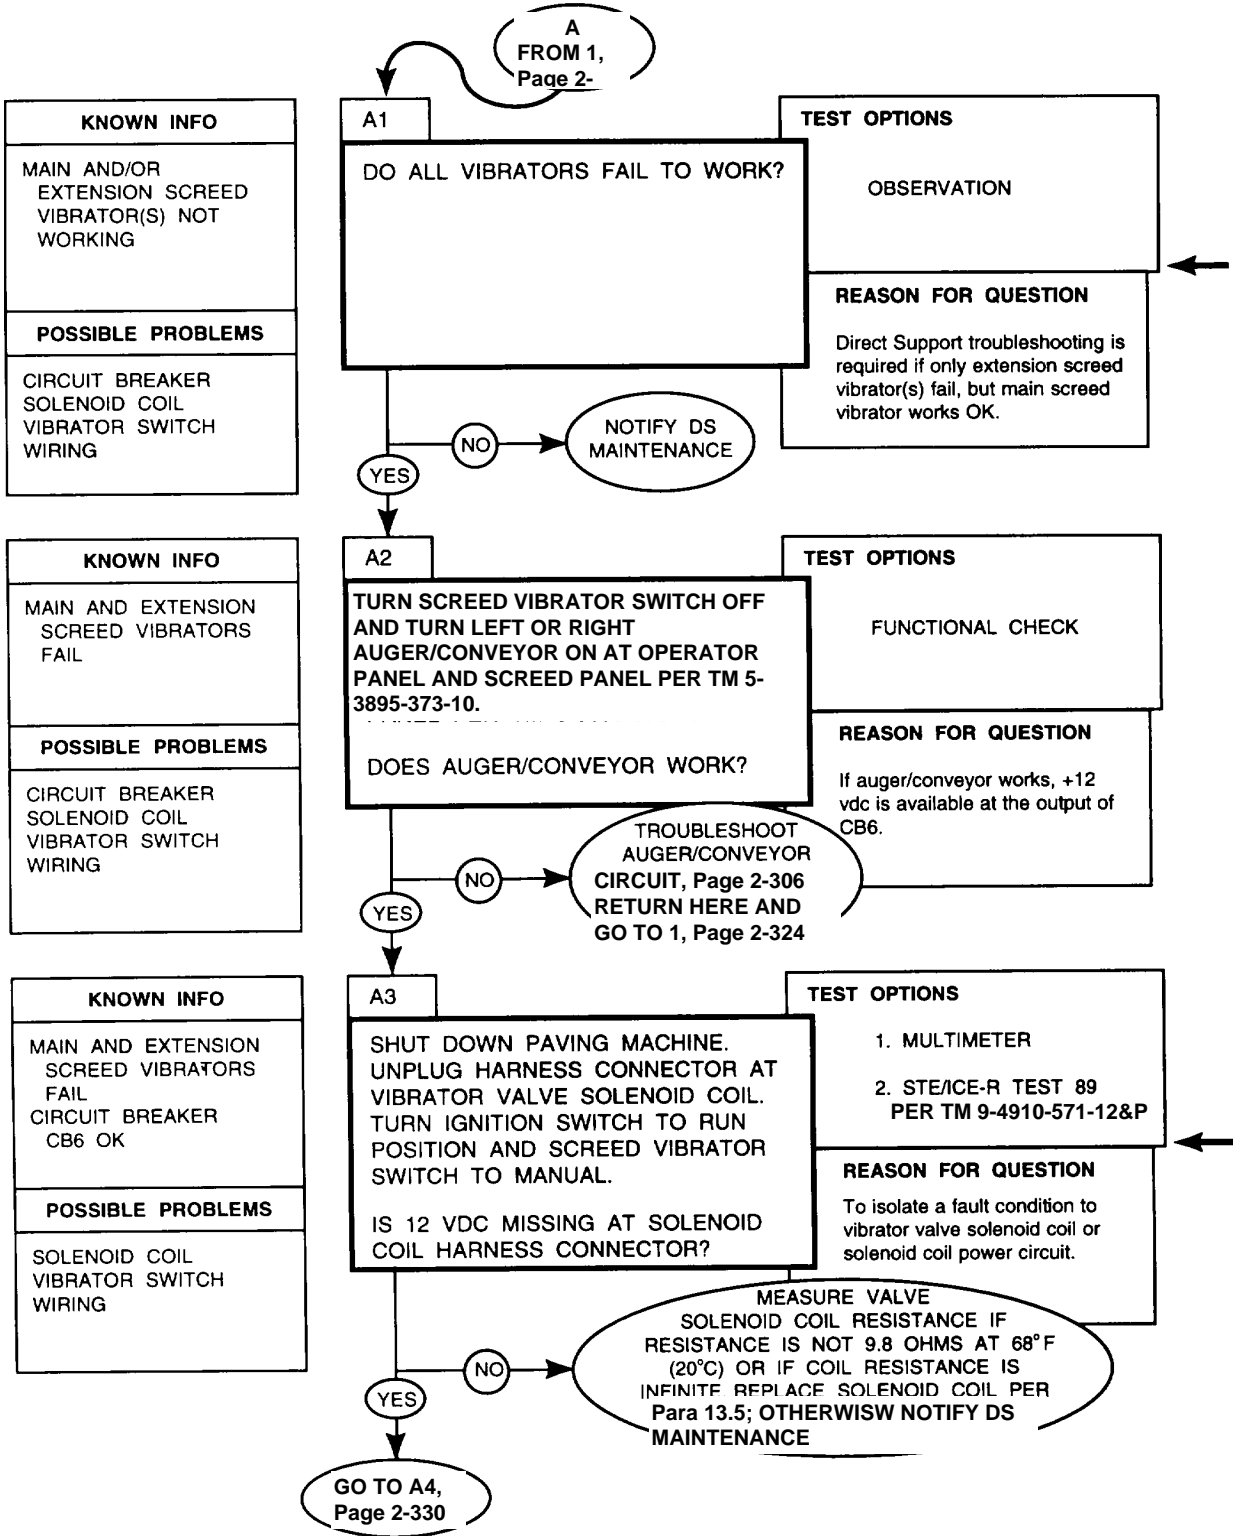 A
FROM 1,
Page 2-
KNOWN INFO
MAIN AND/OR
EXTENSION SCREED
VIBRATOR(S) NOT
WORKING
POSSIBLE PROBLEMS
CIRCUIT BREAKER
SOLENOID COIL
VIBRATOR SWITCH
WIRING
A1
DO ALL VIBRATORS FAIL TO WORK?
TEST OPTIONS
OBSERVATION
REASON FOR QUESTION
Direct Support troubleshooting is
required if only extension screed
vibrator(s) fail, but main screed
vibrator works OK.
NO
NOTIFY DS
MAINTENANCE
YES
KNOWN INFO
MAIN AND EXTENSION
SCREED VIBRATORS
FAIL
POSSIBLE PROBLEMS
CIRCUIT BREAKER
SOLENOID COIL
VIBRATOR SWITCH
WIRING
A2
TURN SCREED VIBRATOR SWITCH OFF
AND TURN LEFT OR RIGHT
AUGER/CONVEYOR ON AT OPERATOR
PANEL AND SCREED PANEL PER TM 5-
3895-373-10.
DOES AUGER/CONVEYOR WORK?
TEST OPTIONS
FUNCTIONAL CHECK
REASON FOR QUESTION
If auger/conveyor works, +12
vdc is available at the output of
CB6.
NO
TROUBLESHOOT
AUGER/CONVEYOR
CIRCUIT, Page 2-306
RETURN HERE AND
GO TO 1, Page 2-324
YES
KNOWN INFO
MAIN AND EXTENSION
SCREED VIBRATORS
FAIL
CIRCUIT BREAKER
CB6 OK
POSSIBLE PROBLEMS
SOLENOID COIL
VIBRATOR SWITCH
WIRING
A3
SHUT DOWN PAVING MACHINE.
UNPLUG HARNESS CONNECTOR AT
VIBRATOR VALVE SOLENOID COIL.
TURN IGNITION SWITCH TO RUN
POSITION AND SCREED VIBRATOR
SWITCH TO MANUAL.
IS 12 VDC MISSING AT SOLENOID
COIL HARNESS CONNECTOR?
TEST OPTIONS
1. MULTIMETER
2. STE/ICE-R TEST 89
PER TM 9-4910-571-12&P
REASON FOR QUESTION
To isolate a fault condition to
vibrator valve solenoid coil or
solenoid coil power circuit.
NO
MEASURE VALVE
SOLENOID COIL RESISTANCE IF
RESISTANCE IS NOT 9.8 OHMS AT 68°F
(20°C) OR IF COIL RESISTANCE IS
INFINITE, REPLACE SOLENOID COIL PER
Para 13.5; OTHERWISW NOTIFY DS
MAINTENANCE
YES
GO TO A4,
Page 2-330